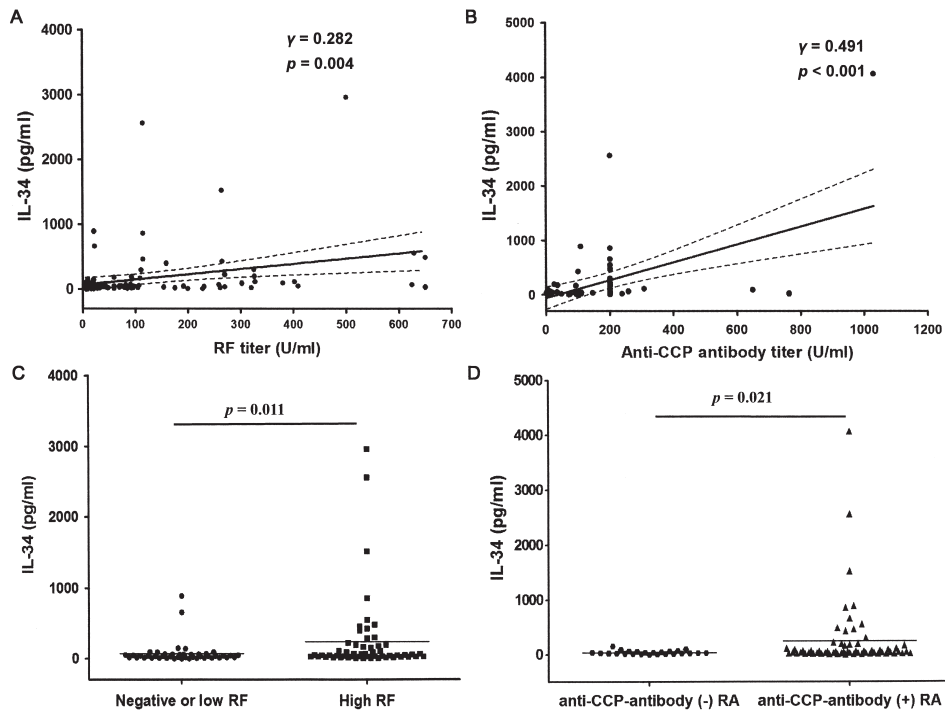 A
γ = 0.282
p = 0.004
4000
3000
2000
1000
0
IL-34 (pg/ml)
0 100 200 300 400 500 600 700
RF titer (U/ml)
B
γ = 0.491
p < 0.001
5000
4000
3000
2000
1000
0
IL-34 (pg/ml)
0 200 400 600 800 1000 1200
Anti-CCP antibody titer (U/ml)
C
p = 0.011
4000
3000
2000
1000
0
IL-34 (pg/ml)
Negative or low RF High RF
D
p = 0.021
5000
4000
3000
2000
1000
0
IL-34 (pg/ml)
anti-CCP-antibody (-) RA anti-CCP-antibody (+) RA